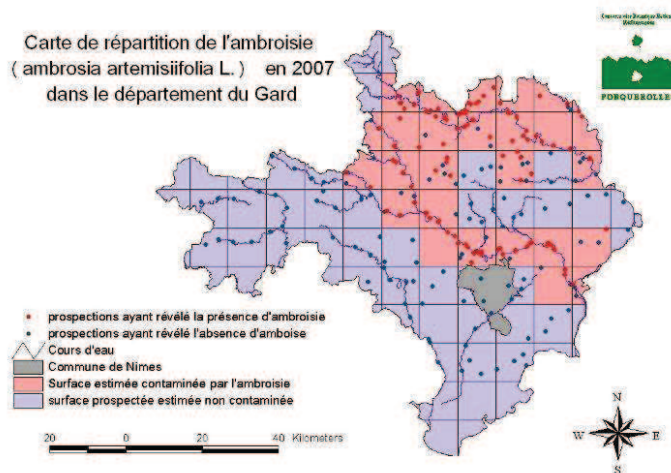 Carte de répartition de l'ambroisie
( ambrosia artemisiifolia L. ) en 2007
dans le département du Gard
PORQUEROLLE
prospections ayant révélé la présence d'ambroisie
prospections ayant révélé l'absence d'amboise
Cours d'eau
Commune de Nimes
Surface estimée contaminée par l'ambroisie
surface prospectée estimée non contaminée
20 0 20 40 Kilometers
N
W E
S